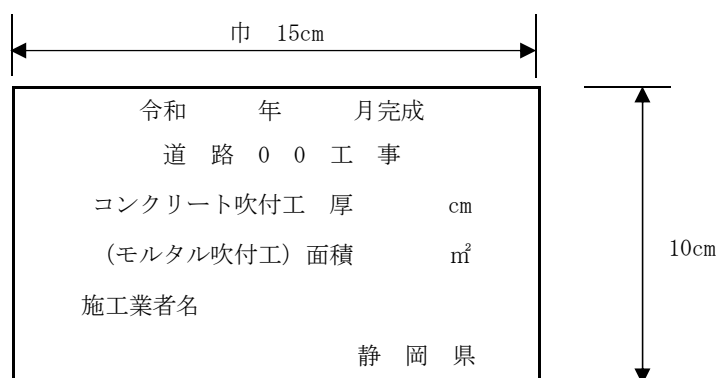 巾　15cm
令和　　　年　　　月完成
道　路　０　０　工　事
コンクリート吹付工　厚　　　　cm
（モルタル吹付工）面積　　　　㎡
10cm
施工業者名
静　岡　県